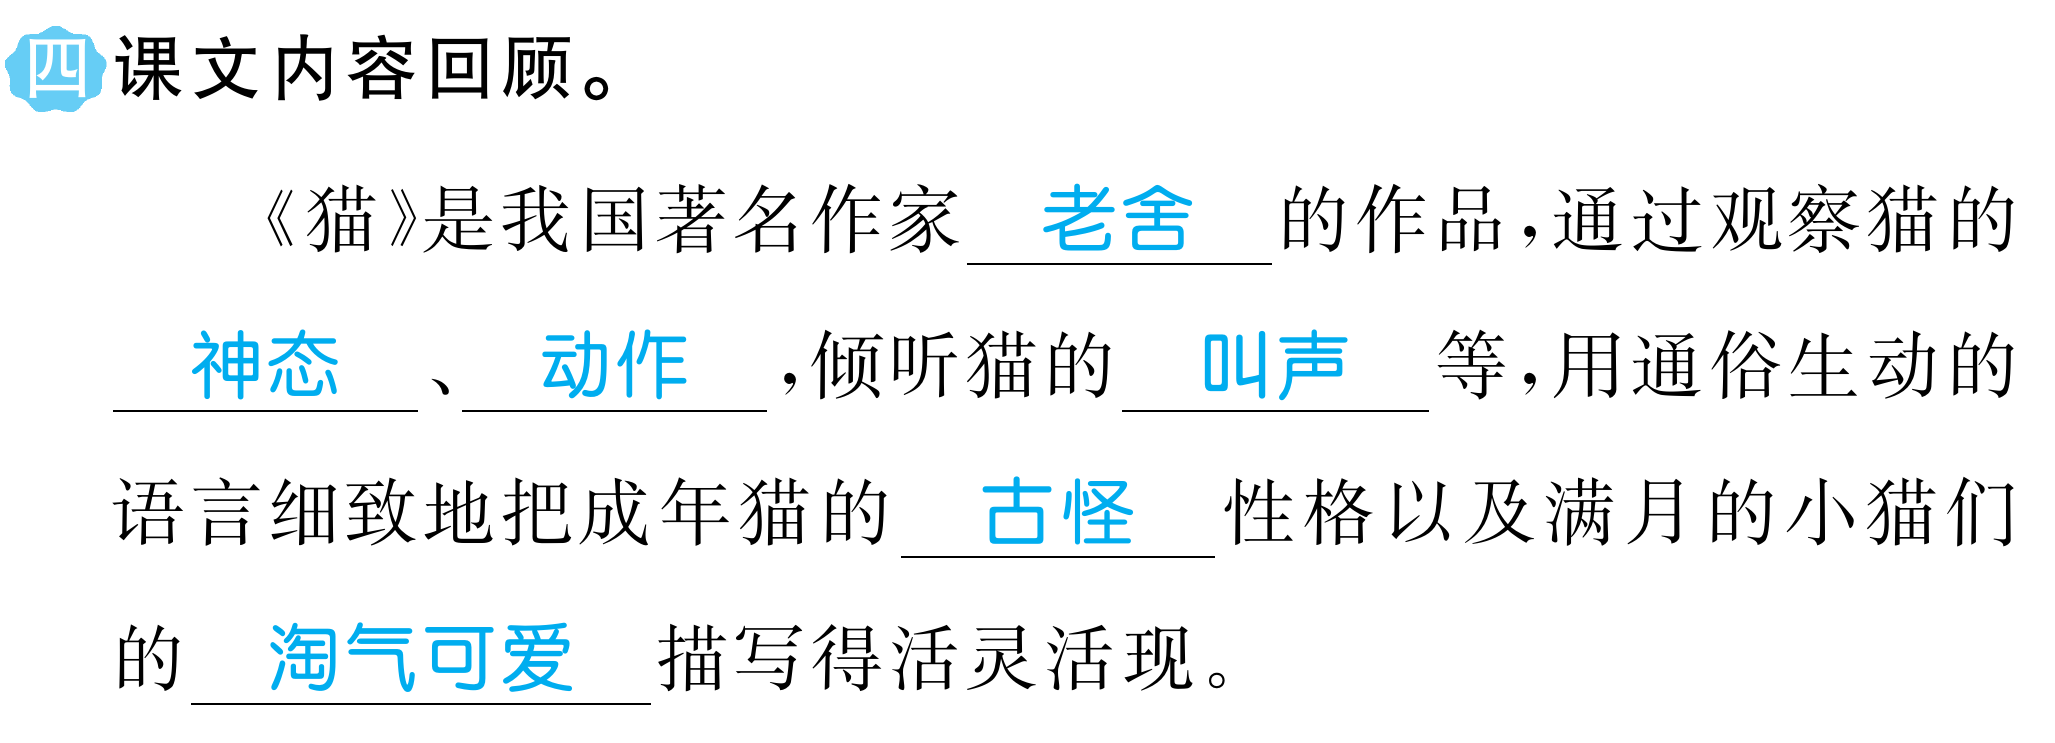 四 课文内容回顾。
《猫》是我国著名作家 老舍 的作品,通过观察猫的
神态 、 动作 ,倾听猫的 叫声 等,用通俗生动的
语言细致地把成年猫的 古怪 性格以及满月的小猫们
的 淘气可爱 描写得活灵活现。